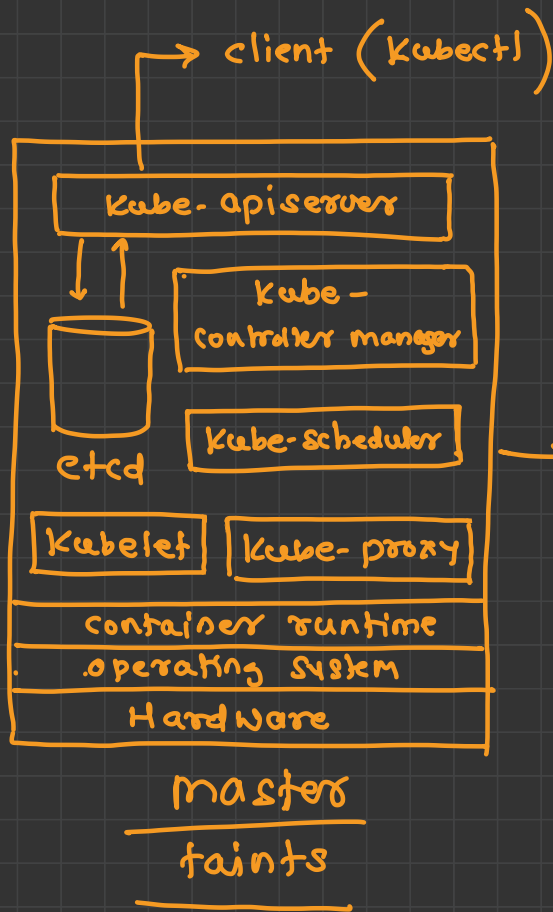 client (Kubectl)
Kube-apiserver
Kube-
controller manager
Kube-scheduler
etcd
Kubelet
Kube-proxy
container runtime
operating system
Hardware
master
taints